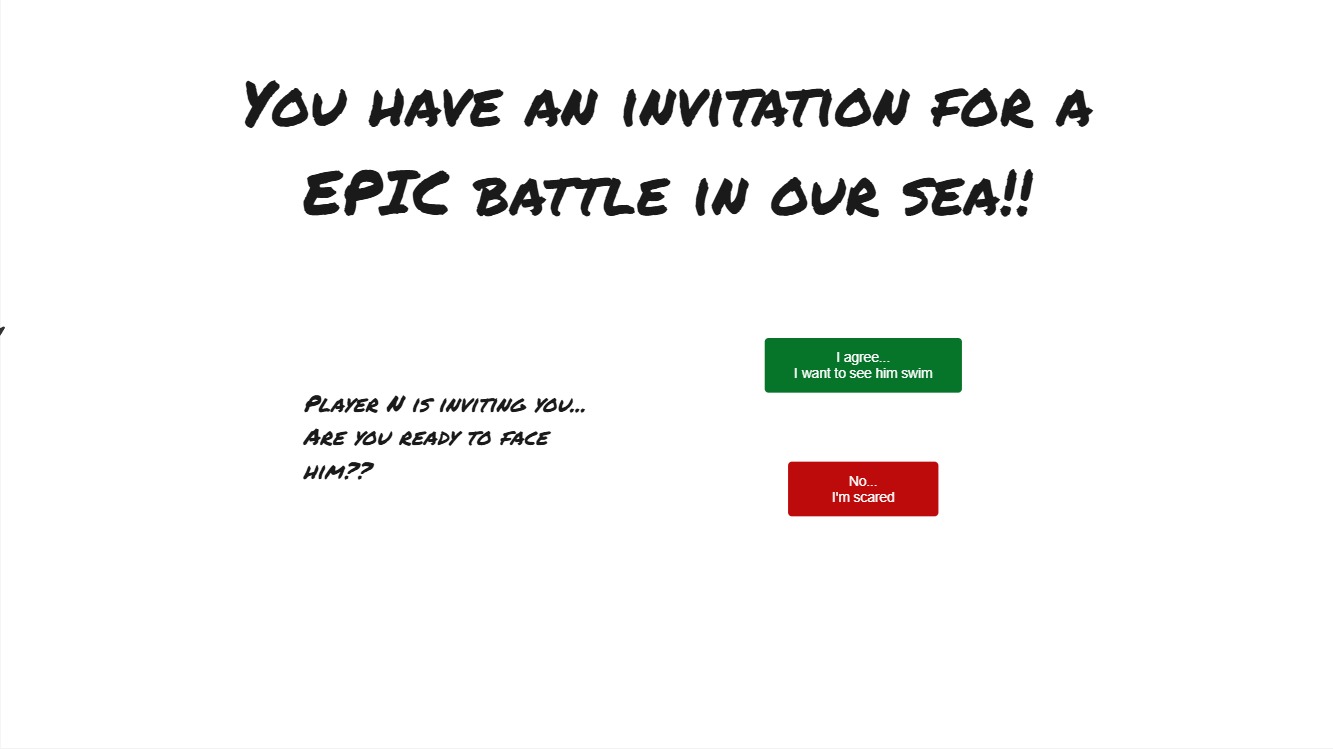 You have an invitation for a
EPIC battle in our sea!!
Player N is inviting you...
Are you ready to face
him??
I agree...
I want to see him swim
No...
I'm scared